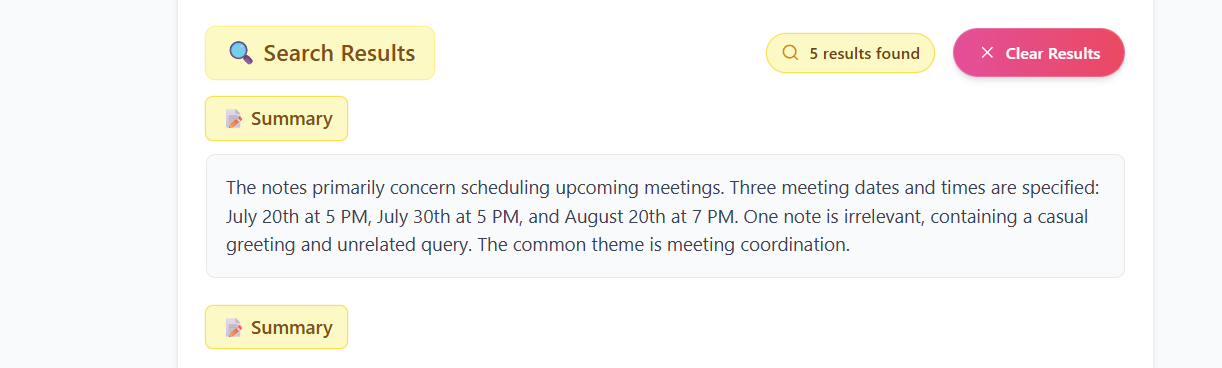 Search Results
5 results found
Clear Results
Summary
The notes primarily concern scheduling upcoming meetings. Three meeting dates and times are specified:
July 20th at 5 PM, July 30th at 5 PM, and August 20th at 7 PM. One note is irrelevant, containing a casual
greeting and unrelated query. The common theme is meeting coordination.
Summary